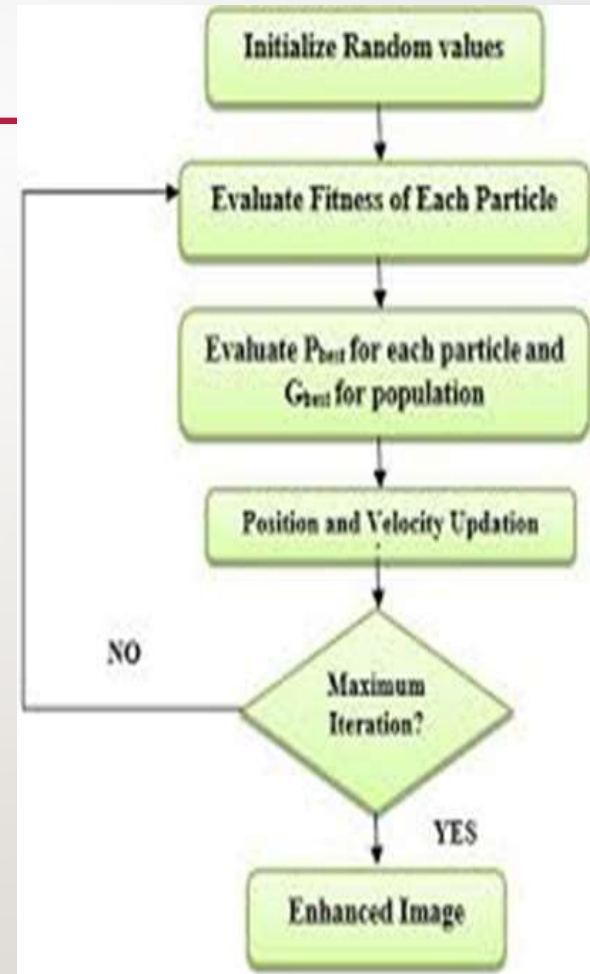 Initialize Random values
Evaluate Fitness of Each Particle
Evaluate Pbest for each particle and
Gbest for population
Position and Velocity Updation
NO
Maximum
Iteration?
YES
Enhanced Image